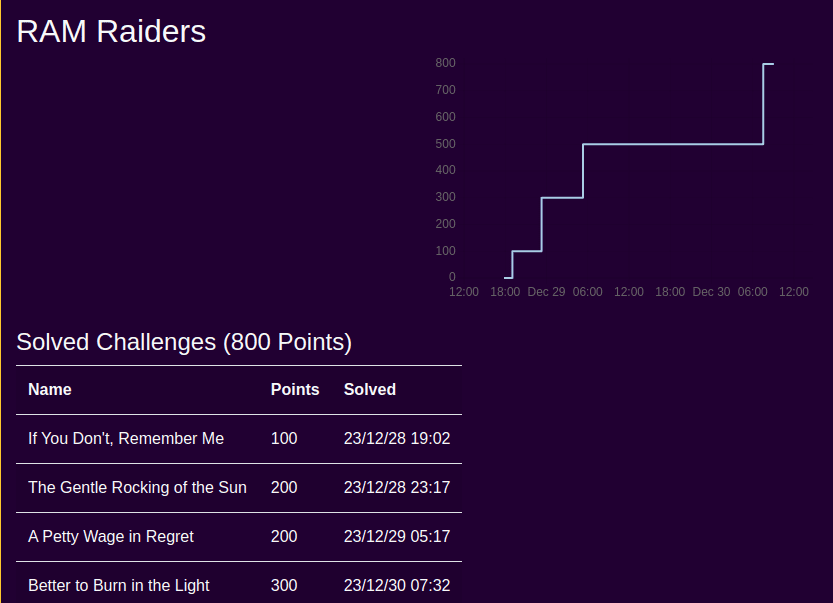 RAM Raiders
800
700
600
500
400
300
200
100
0
12:00 18:00 Dec 29 06:00 12:00 18:00 Dec 30 06:00 12:00
Solved Challenges (800 Points)
Name Points Solved
If You Don't, Remember Me 100 23/12/28 19:02
The Gentle Rocking of the Sun 200 23/12/28 23:17
A Petty Wage in Regret 200 23/12/29 05:17
Better to Burn in the Light 300 23/12/30 07:32